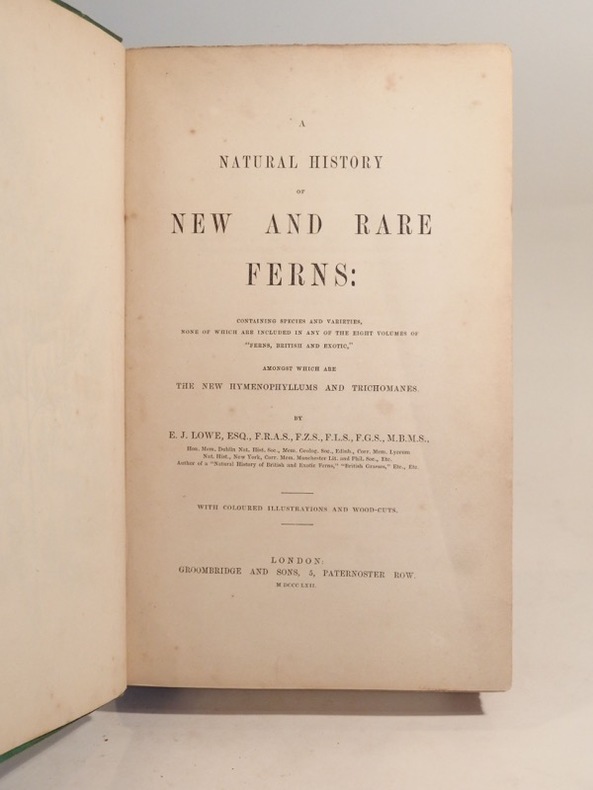 A
NATURAL HISTORY
OF
NEW AND RARE
FERNS:
CONTAINING SPECIES AND VARIETIES,
NONE OF WHICH ARE INCLUDED IN ANY OF THE EIGHT VOLUMES OF
"FERNS, BRITISH AND EXOTIC,"
AMONGST WHICH ARE
THE NEW HYMENOPHYLLUMS AND TRICHOMANES.
BY
E. J. LOWE, ESQ., F.R.A.S., F.Z.S., F.L.S., F.G.S., M.B.M.S.,
Hon. Mem. Dublin Nat. Hist. Soc., Mem. Geolog. Soc., Edinb., Corr. Mem. Lyceum
Nat. Hist., New York, Corr. Mem. Manchester Lit. and Phil. Soc., Etc.
Author of a "Natural History of British and Exotic Ferns," "British Grasses," Etc., Etc.
WITH COLOURED ILLUSTRATIONS AND WOOD-CUTS.
LONDON:
GROOMBRIDGE AND SONS, 5, PATERNOSTER ROW.
M DCCC LXII.